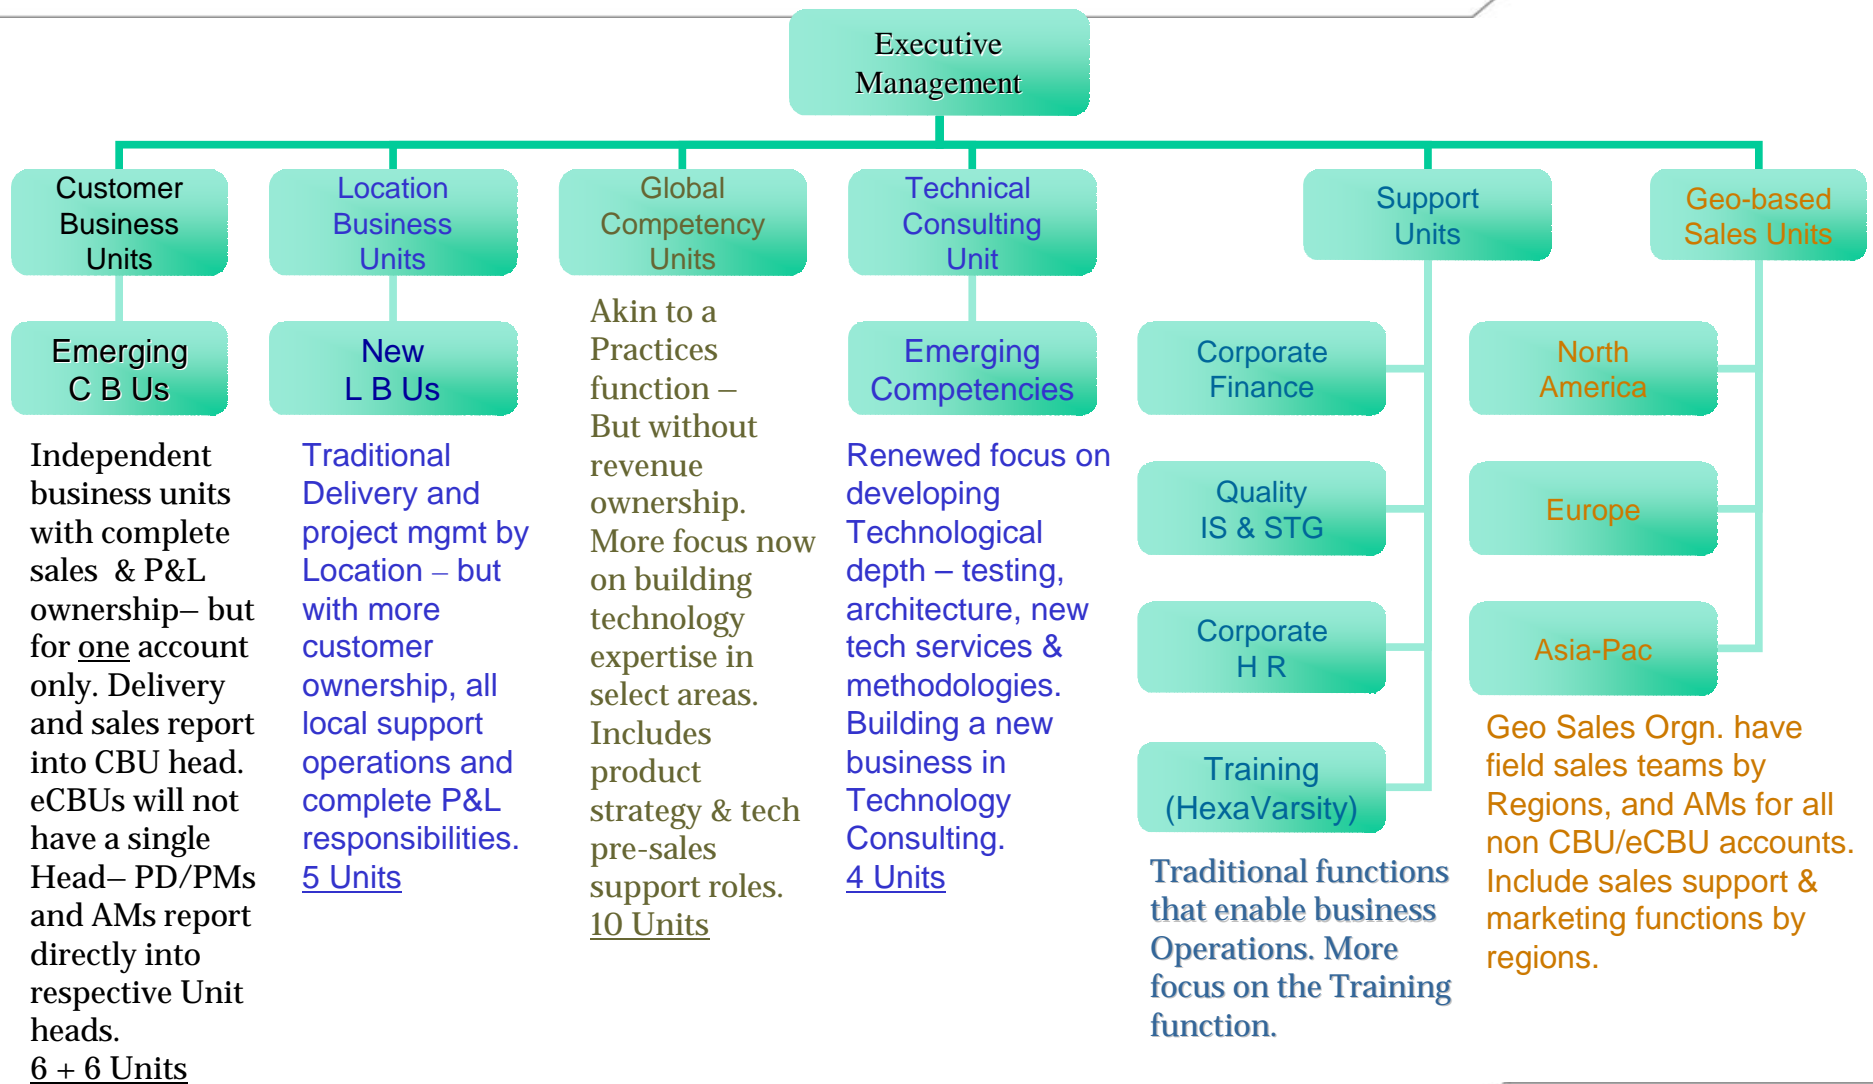 Executive
Management
Customer
Business
Units
Location
Business
Units
Global
Competency
Units
Technical
Consulting
Unit
Support
Units
Geo-based
Sales Units
Emerging
C B Us
New
L B Us
Emerging
Competencies
Corporate
Finance
Quality
IS & STG
Corporate
H R
Training
(HexaVarsity)
North
America
Europe
Asia-Pac
Independent
business units
with complete
sales & P&L
ownership– but
for one account
only. Delivery
and sales report
into CBU head.
eCBUs will not
have a single
Head– PD/PMs
and AMs report
directly into
respective Unit
heads.
6 + 6 Units
Traditional
Delivery and
project mgmt by
Location – but
with more
customer
ownership, all
local support
operations and
complete P&L
responsibilities.
5 Units
Akin to a
Practices
function –
But without
revenue
ownership.
More focus now
on building
technology
expertise in
select areas.
Includes
product
strategy & tech
pre-sales
support roles.
10 Units
Renewed focus on
developing
Technological
depth – testing,
architecture, new
tech services &
methodologies.
Building a new
business in
Technology
Consulting.
4 Units
Traditional functions
that enable business
Operations. More
focus on the Training
function.
Geo Sales Orgn. have
field sales teams by
Regions, and AMs for all
non CBU/eCBU accounts.
Include sales support &
marketing functions by
regions.